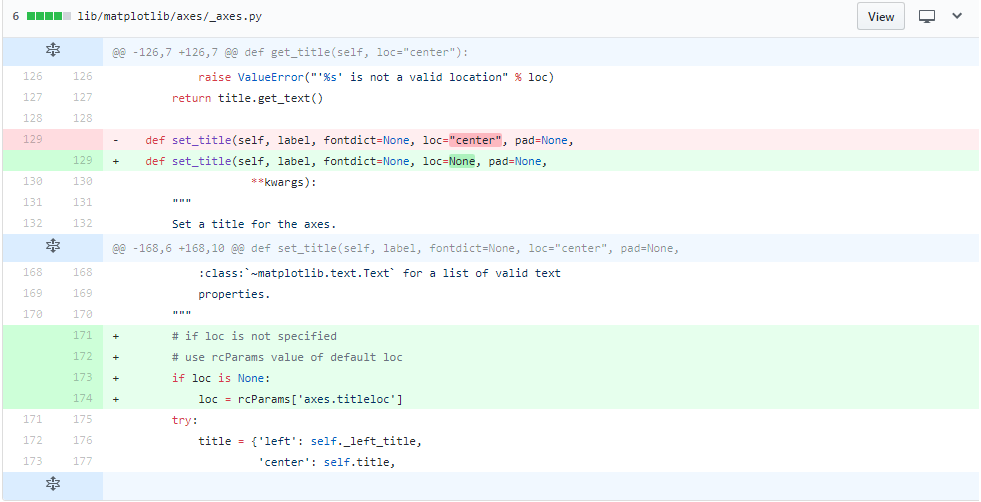 6 lib/matplotlib/axes/_axes.py View
@@ -126,7 +126,7 @@ def get_title(self, loc="center"):
126 126 raise ValueError("'%s' is not a valid location" % loc)
127 127 return title.get_text()
128 128
129 - def set_title(self, label, fontdict=None, loc="center", pad=None,
129 + def set_title(self, label, fontdict=None, loc=None, pad=None,
130 130 **kwargs):
131 131 """
132 132 Set a title for the axes.
@@ -168,6 +168,10 @@ def set_title(self, label, fontdict=None, loc="center", pad=None,
168 168 :class:`~matplotlib.text.Text` for a list of valid text
169 169 properties.
170 170 """
171 + # if loc is not specified
172 + # use rcParams value of default loc
173 + if loc is None:
174 + loc = rcParams['axes.titleloc']
171 175 try:
172 176 title = {'left': self._left_title,
173 177 'center': self.title,